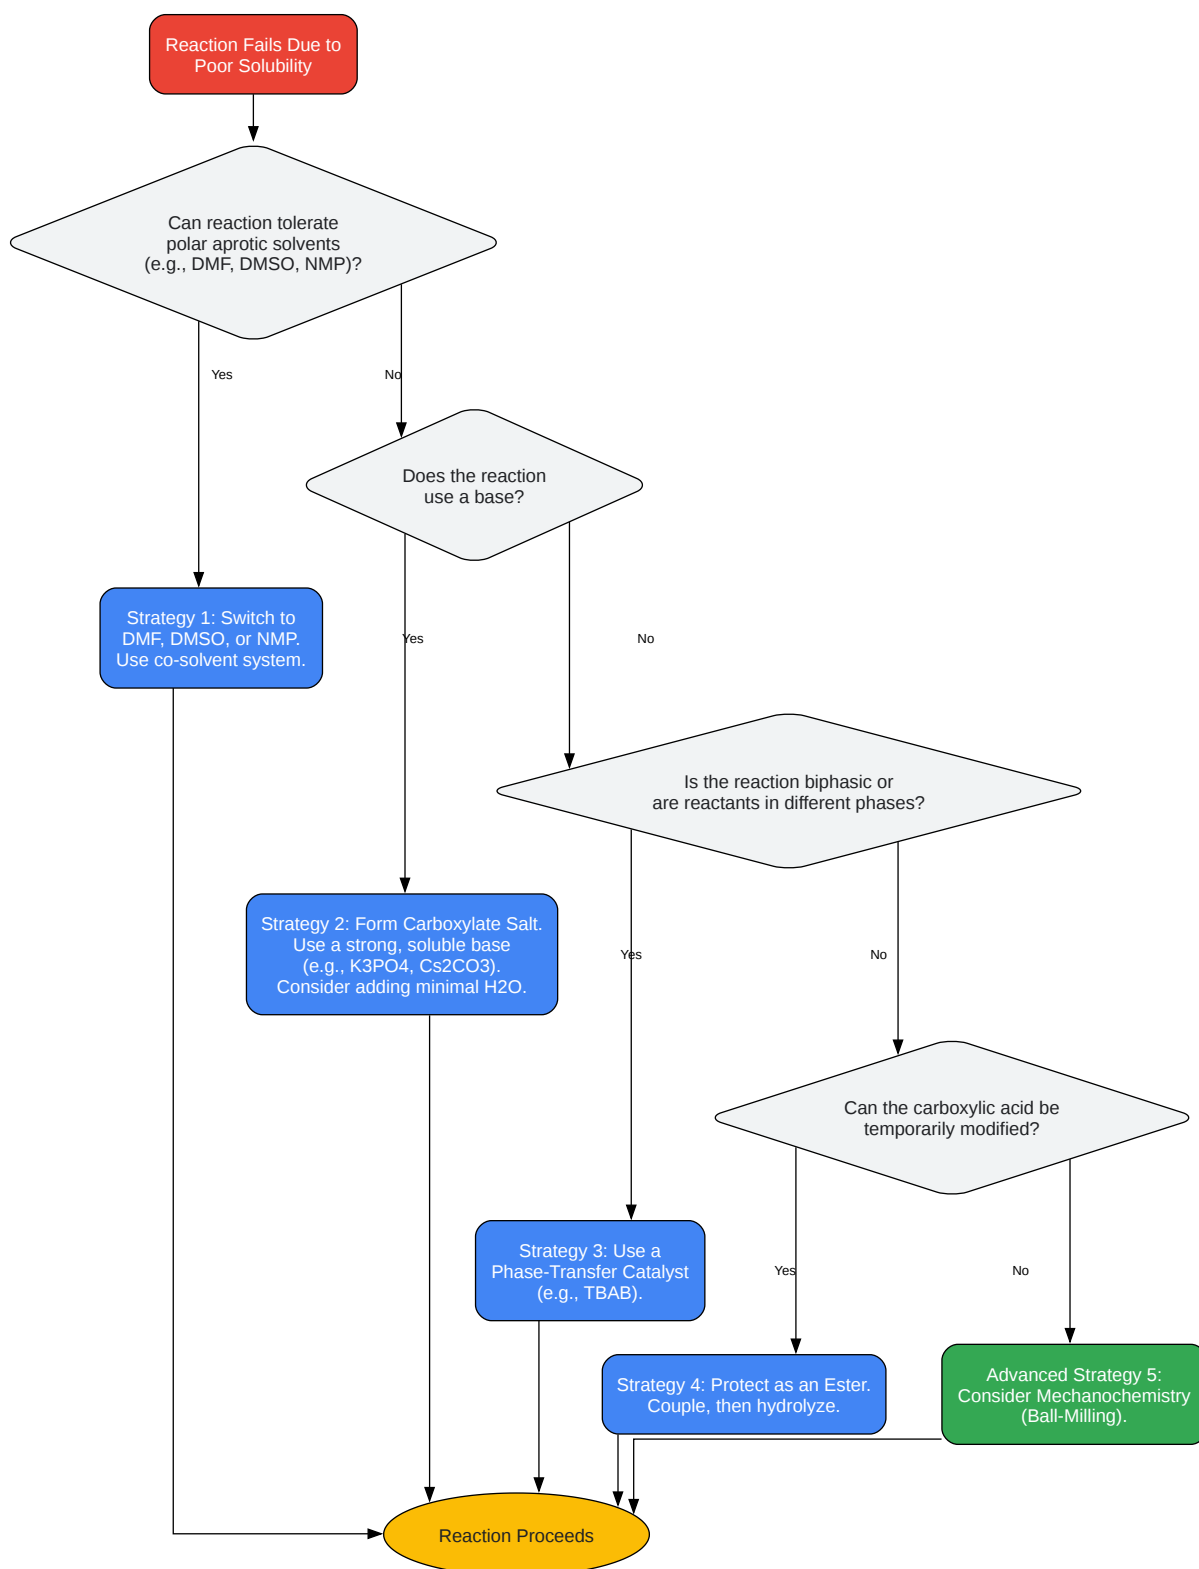 Reaction Fails Due to
Poor Solubility
Can reaction tolerate
polar aprotic solvents
(e.g., DMF, DMSO, NMP)?
Yes
No
Does the reaction
use a base?
Strategy 1: Switch to
DMF, DMSO, or NMP.
Use co-solvent system.
Yes
No
Is the reaction biphasic or
are reactants in different phases?
Strategy 2: Form Carboxylate Salt.
Use a strong, soluble base
(e.g., K3PO4, Cs2CO3).
Consider adding minimal H2O.
Yes
No
Can the carboxylic acid be
temporarily modified?
Strategy 3: Use a
Phase-Transfer Catalyst
(e.g., TBAB).
Yes
No
Strategy 4: Protect as an Ester.
Couple, then hydrolyze.
Advanced Strategy 5:
Consider Mechanochemistry
(Ball-Milling).
Reaction Proceeds